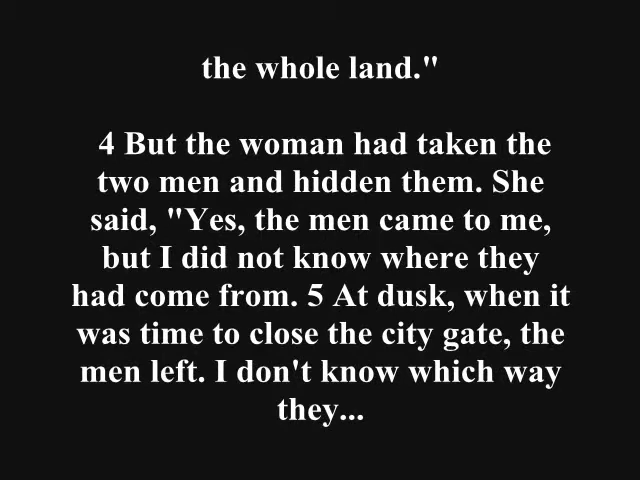 the whole land."
4 But the woman had taken the
two men and hidden them. She
said, "Yes, the men came to me,
but I did not know where they
had come from. 5 At dusk, when it
was time to close the city gate, the
men left. I don't know which way
they...